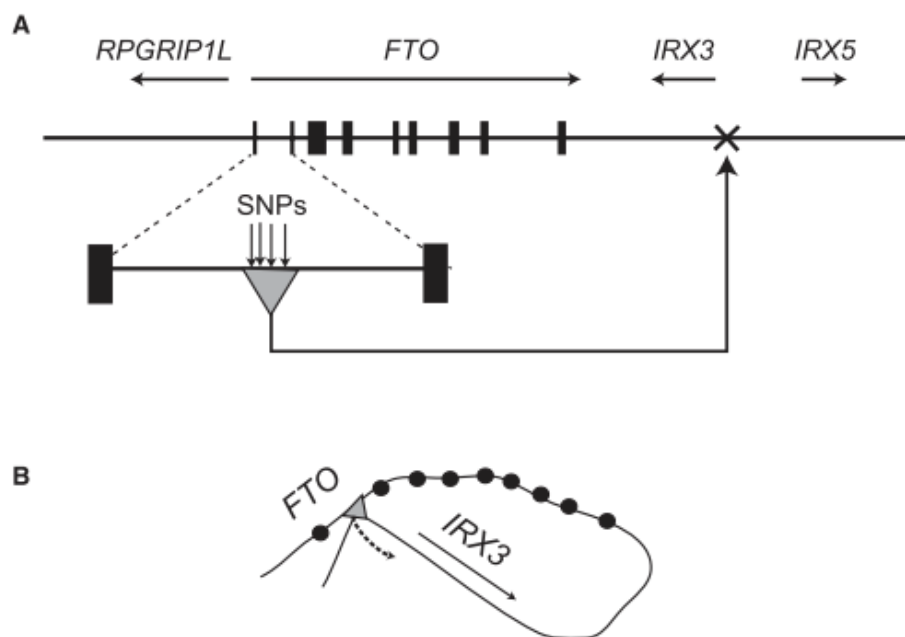 A
RPGRIP1L FTO IRX3 IRX5
SNPs
B
FTO
IRX3